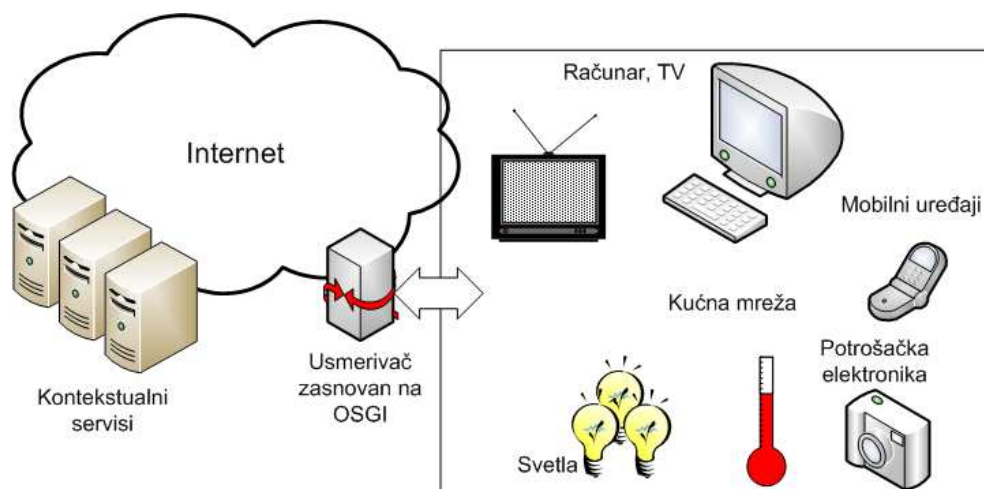 Internet
Kontekstualni
servisi
Usmerivač
zasnovan na
OSGI
Računar, TV
Mobilni uređaji
Kućna mreža
Potrošačka
elektronika
Svetla